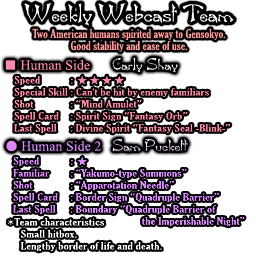 Weekly Webcast Team
Two American humans spirited away to Gensokyo.
Good stability and ease of use.
Human Side Carly Shay
Speed : ★★★★
Special Skill : Can't be hit by enemy familiars
Shot : "Mind Amulet"
Spell Card : Spirit Sign "Fantasy Orb"
Last Spell : Divine Spirit "Fantasy Seal -Blink-"
Human Side 2 Sam Puckett
Speed : ★
Familiar : "Yakumo-type Summons"
Shot : "Apparotation Needle"
Spell Card : Border Sign "Quadruple Barrier"
Last Spell : Boundary "Quadruple Barrier of
the Imperishable Night"
*Team characteristics
Small hitbox.
Lengthy border of life and death.